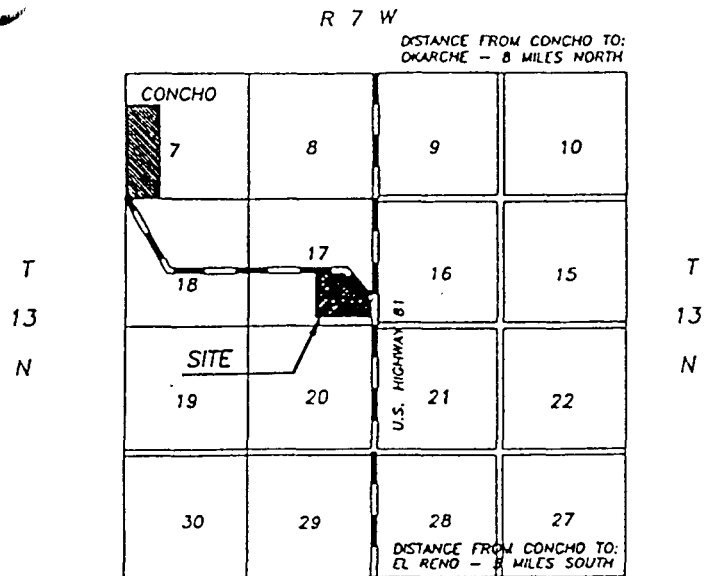 R 7 W
DISTANCE FROM CONCHO TO:
OKARCHE – 8 MILES NORTH
CONCHO
7
8
9
10
T
13
N
18
17
16
15
T
13
N
SITE
U.S. HIGHWAY 81
19
20
21
22
30
29
28
27
DISTANCE FROM CONCHO TO:
EL RENO – MILES SOUTH